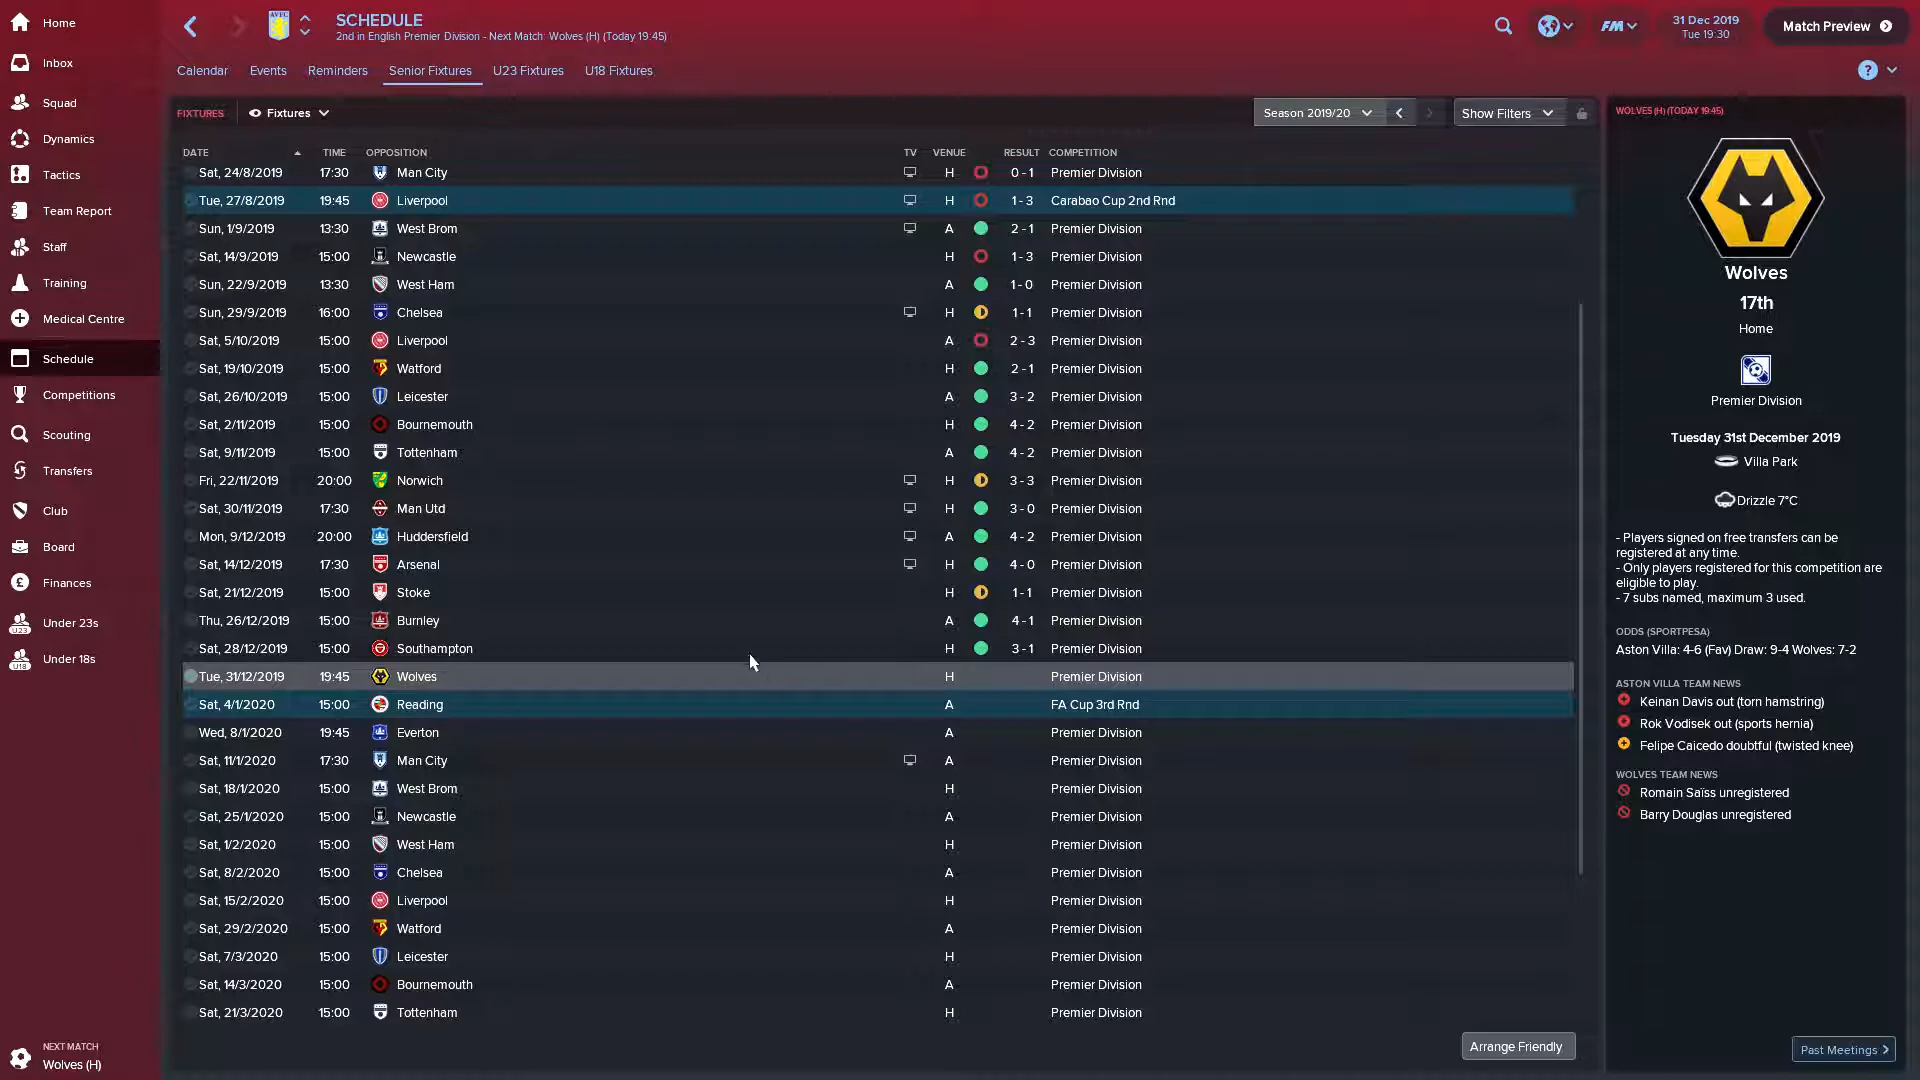 Home
Inbox
Squad
Dynamics
Tactics
Team Report
Staff
Training
Medical Centre
Schedule
Competitions
Scouting
Transfers
Club
Board
Finances
U23
Under 23s
U18
Under 18s
NEXT MATCH
Wolves (H)
AVFC
SCHEDULE
2nd in English Premier Division - Next Match: Wolves (H) (Today 19:45)
FM
31 Dec 2019
Tue 19:30
Match Preview
Calendar Events Reminders Senior Fixtures U23 Fixtures U18 Fixtures
?
FIXTURES Fixtures Season 2019/20 Show Filters
DATE TIME OPPOSITION TV VENUE RESULT COMPETITION
Sat, 24/8/2019 17:30 Man City H 0 - 1 Premier Division
Tue, 27/8/2019 19:45 Liverpool H 1 - 3 Carabao Cup 2nd Rnd
Sun, 1/9/2019 13:30 West Brom A 2 - 1 Premier Division
Sat, 14/9/2019 15:00 Newcastle H 1 - 3 Premier Division
Sun, 22/9/2019 13:30 West Ham A 1 - 0 Premier Division
Sun, 29/9/2019 16:00 Chelsea H 1 - 1 Premier Division
Sat, 5/10/2019 15:00 Liverpool A 2 - 3 Premier Division
Sat, 19/10/2019 15:00 Watford H 2 - 1 Premier Division
Sat, 26/10/2019 15:00 Leicester A 3 - 2 Premier Division
Sat, 2/11/2019 15:00 Bournemouth H 4 - 2 Premier Division
Sat, 9/11/2019 15:00 Tottenham A 4 - 2 Premier Division
Fri, 22/11/2019 20:00 Norwich H 3 - 3 Premier Division
Sat, 30/11/2019 17:30 Man Utd H 3 - 0 Premier Division
Mon, 9/12/2019 20:00 Huddersfield A 4 - 2 Premier Division
Sat, 14/12/2019 17:30 Arsenal H 4 - 0 Premier Division
Sat, 21/12/2019 15:00 Stoke H 1 - 1 Premier Division
Thu, 26/12/2019 15:00 Burnley A 4 - 1 Premier Division
Sat, 28/12/2019 15:00 Southampton H 3 - 1 Premier Division
Tue, 31/12/2019 19:45 Wolves H Premier Division
Sat, 4/1/2020 15:00 Reading A FA Cup 3rd Rnd
Wed, 8/1/2020 19:45 Everton A Premier Division
Sat, 11/1/2020 17:30 Man City A Premier Division
Sat, 18/1/2020 15:00 West Brom H Premier Division
Sat, 25/1/2020 15:00 Newcastle A Premier Division
Sat, 1/2/2020 15:00 West Ham H Premier Division
Sat, 8/2/2020 15:00 Chelsea A Premier Division
Sat, 15/2/2020 15:00 Liverpool H Premier Division
Sat, 29/2/2020 15:00 Watford A Premier Division
Sat, 7/3/2020 15:00 Leicester H Premier Division
Sat, 14/3/2020 15:00 Bournemouth A Premier Division
Sat, 21/3/2020 15:00 Tottenham H Premier Division
Arrange Friendly
WOLVES (H) (TODAY 19:45)
Wolves
17th
Home
Premier Division
Tuesday 31st December 2019
Villa Park
Drizzle 7°C
- Players signed on free transfers can be
registered at any time.
- Only players registered for this competition are
eligible to play.
- 7 subs named, maximum 3 used.
ODDS (SPORTPESA)
Aston Villa: 4-6 (Fav) Draw: 9-4 Wolves: 7-2
ASTON VILLA TEAM NEWS
Keinan Davis out (torn hamstring)
Rok Vodisek out (sports hernia)
Felipe Caicedo doubtful (twisted knee)
WOLVES TEAM NEWS
Romain Saïss unregistered
Barry Douglas unregistered
Past Meetings